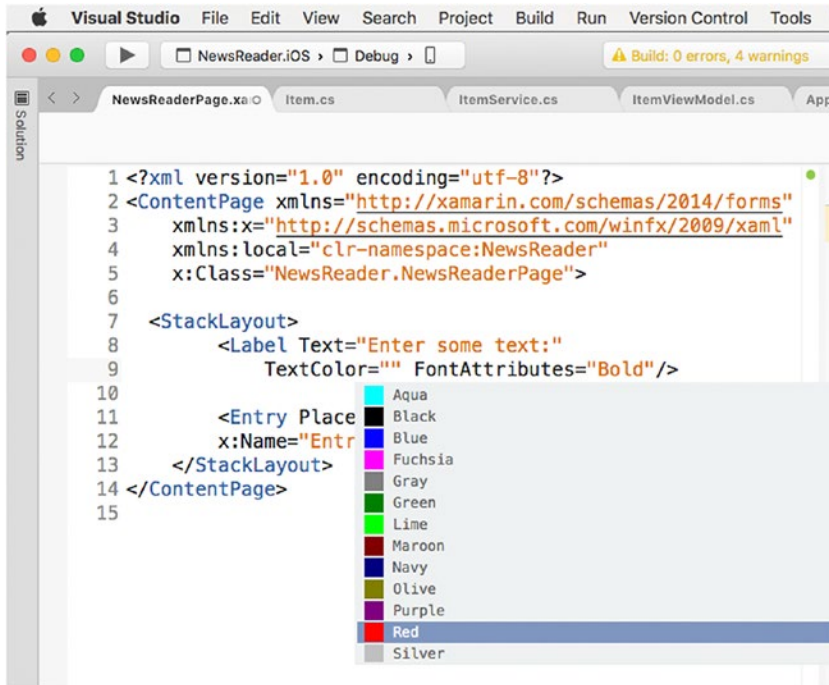 Visual Studio File Edit View Search Project Build Run Version Control Tools
NewsReader.iOS › Debug ›
Build: 0 errors, 4 warnings
Solution
NewsReaderPage.xa Item.cs ItemService.cs ItemViewModel.cs App
1 <?xml version="1.0" encoding="utf-8"?>
2 <ContentPage xmlns="http://xamarin.com/schemas/2014/forms"
3 xmlns:x="http://schemas.microsoft.com/winfx/2009/xaml"
4 xmlns:local="clr-namespace:NewsReader"
5 x:Class="NewsReader.NewsReaderPage">
6
7 <StackLayout>
8 <Label Text="Enter some text:"
9 TextColor="" FontAttributes="Bold"/>
10
11 <Entry Place
12 x:Name="Entr
13 </StackLayout>
14 </ContentPage>
15
Aqua
Black
Blue
Fuchsia
Gray
Green
Lime
Maroon
Navy
Olive
Purple
Red
Silver